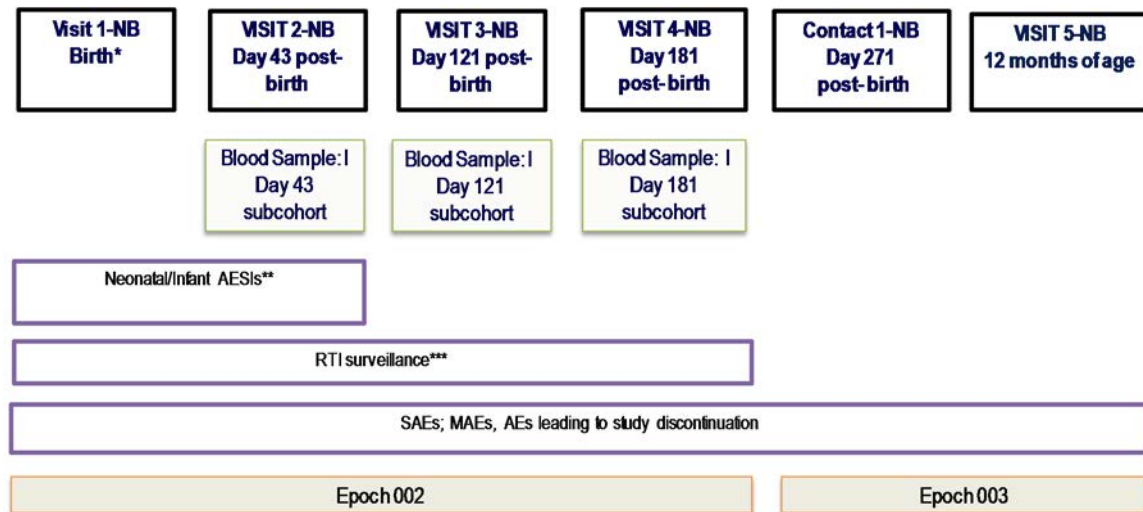 Visit 1-NB
Birth*
VISIT 2-NB
Day 43 post-
birth
VISIT 3-NB
Day 121 post-
birth
VISIT 4-NB
Day 181
post-birth
Contact 1-NB
Day 271
post-birth
VISIT 5-NB
12 months of age
Blood Sample: I
Day 43
subcohort
Blood Sample: I
Day 121
subcohort
Blood Sample: I
Day 181
subcohort
Neonatal/Infant AESIs**
RTI surveillance***
SAEs; MAEs, AEs leading to study discontinuation
Epoch 002
Epoch 003